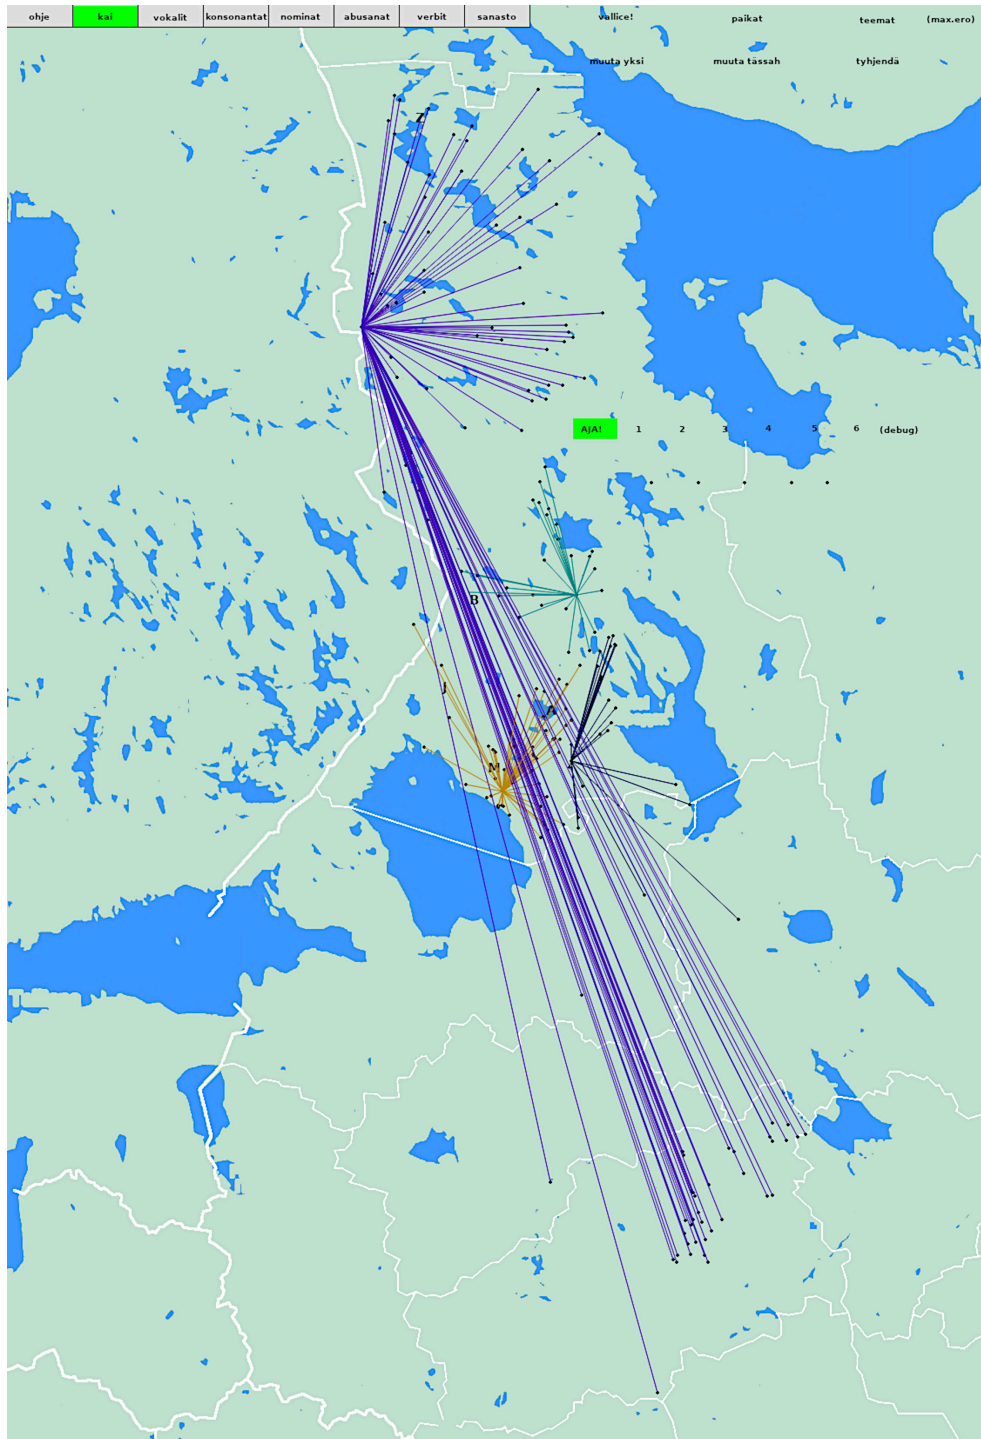 ohje kai vokalit konsonantat nominat abusanat verbit sanasto vallice! paikat teemat (max.ero)
muuta yksi muuta tässah tyhjendä
Z
AJA! 1 2 3 4 5 6 (debug)
B
J
A
M